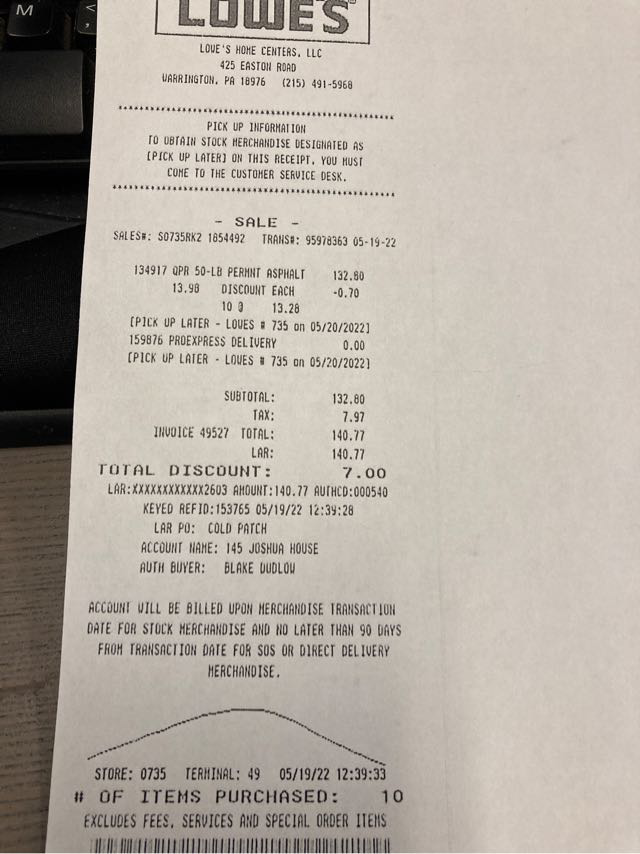 M
<
LOWE'S
LOWE'S HOME CENTERS, LLC
425 EASTON ROAD
WARRINGTON, PA 18976 (215) 491-5968
************************************************
PICK UP INFORMATION
TO OBTAIN STOCK MERCHANDISE DESIGNATED AS
[PICK UP LATER] ON THIS RECEIPT, YOU MUST
COME TO THE CUSTOMER SERVICE DESK.
************************************************
- SALE -
SALES#: S0735RK2 1854492 TRANS#: 95978363 05-19-22
134917 QPR 50-LB PERMNT ASPHALT 132.80
13.98 DISCOUNT EACH -0.70
10 @ 13.28
[PICK UP LATER - LOWES # 735 on 05/20/2022]
159876 PROEXPRESS DELIVERY 0.00
[PICK UP LATER - LOWES # 735 on 05/20/2022]
SUBTOTAL: 132.80
TAX: 7.97
INVOICE 49527 TOTAL: 140.77
LAR: 140.77
TOTAL DISCOUNT: 7.00
LAR:XXXXXXXXXXXX2603 AMOUNT:140.77 AUTHCD:000540
KEYED REFID:153765 05/19/22 12:39:28
LAR PO: COLD PATCH
ACCOUNT NAME: 145 JOSHUA HOUSE
AUTH BUYER: BLAKE DUDLOW
ACCOUNT WILL BE BILLED UPON MERCHANDISE TRANSACTION
DATE FOR STOCK MERCHANDISE AND NO LATER THAN 90 DAYS
FROM TRANSACTION DATE FOR SOS OR DIRECT DELIVERY
MERCHANDISE.
STORE: 0735 TERMINAL: 49 05/19/22 12:39:33
# OF ITEMS PURCHASED: 10
EXCLUDES FEES, SERVICES AND SPECIAL ORDER ITEMS